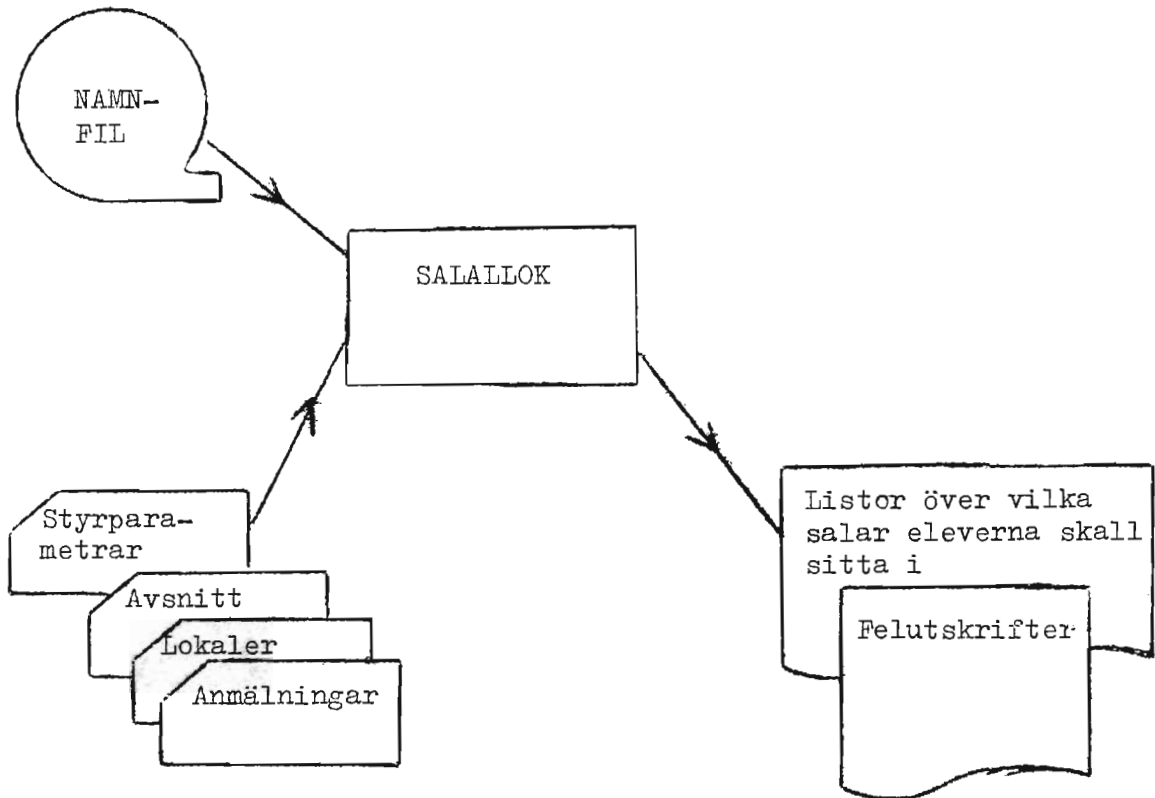 NAMN-
FIL
SALALLOK
Styrpara-
metrar
Avsnitt
Lokaler
Anmälningar
Listor över vilka
salar eleverna skall
sitta i
Felutskrifter